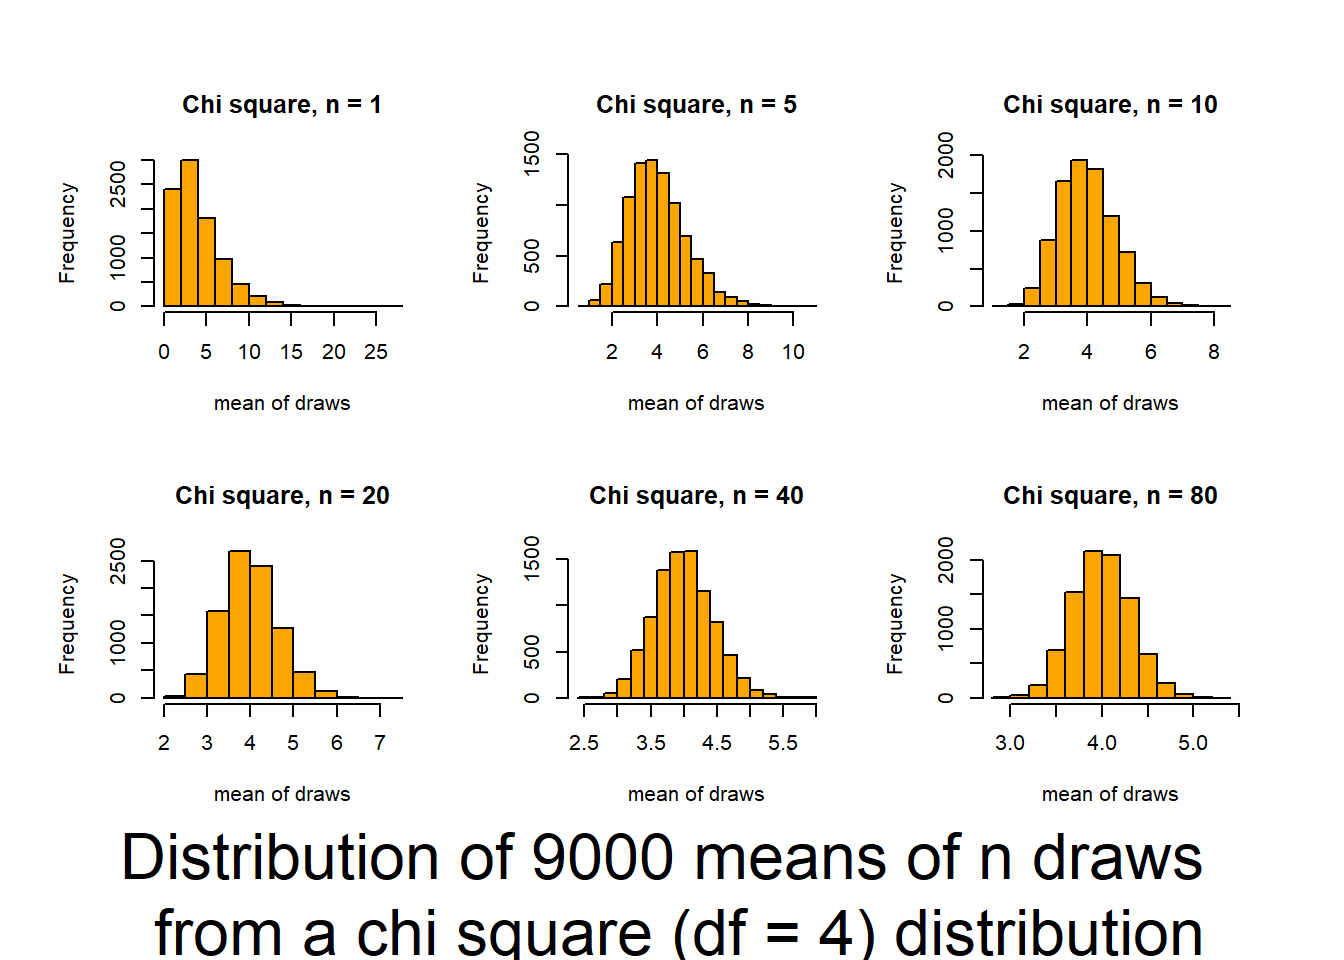 Chi square, n = 1
Frequency
0 1000 2500
0 5 10 15 20 25
mean of draws
Chi square, n = 5
Frequency
0 500 1500
2 4 6 8 10
mean of draws
Chi square, n = 10
Frequency
0 1000 2000
2 4 6 8
mean of draws
Chi square, n = 20
Frequency
0 1000 2500
2 3 4 5 6 7
mean of draws
Chi square, n = 40
Frequency
0 500 1500
2.5 3.5 4.5 5.5
mean of draws
Chi square, n = 80
Frequency
0 1000 2000
3.0 4.0 5.0
mean of draws
Distribution of 9000 means of n draws
from a chi square (df = 4) distribution